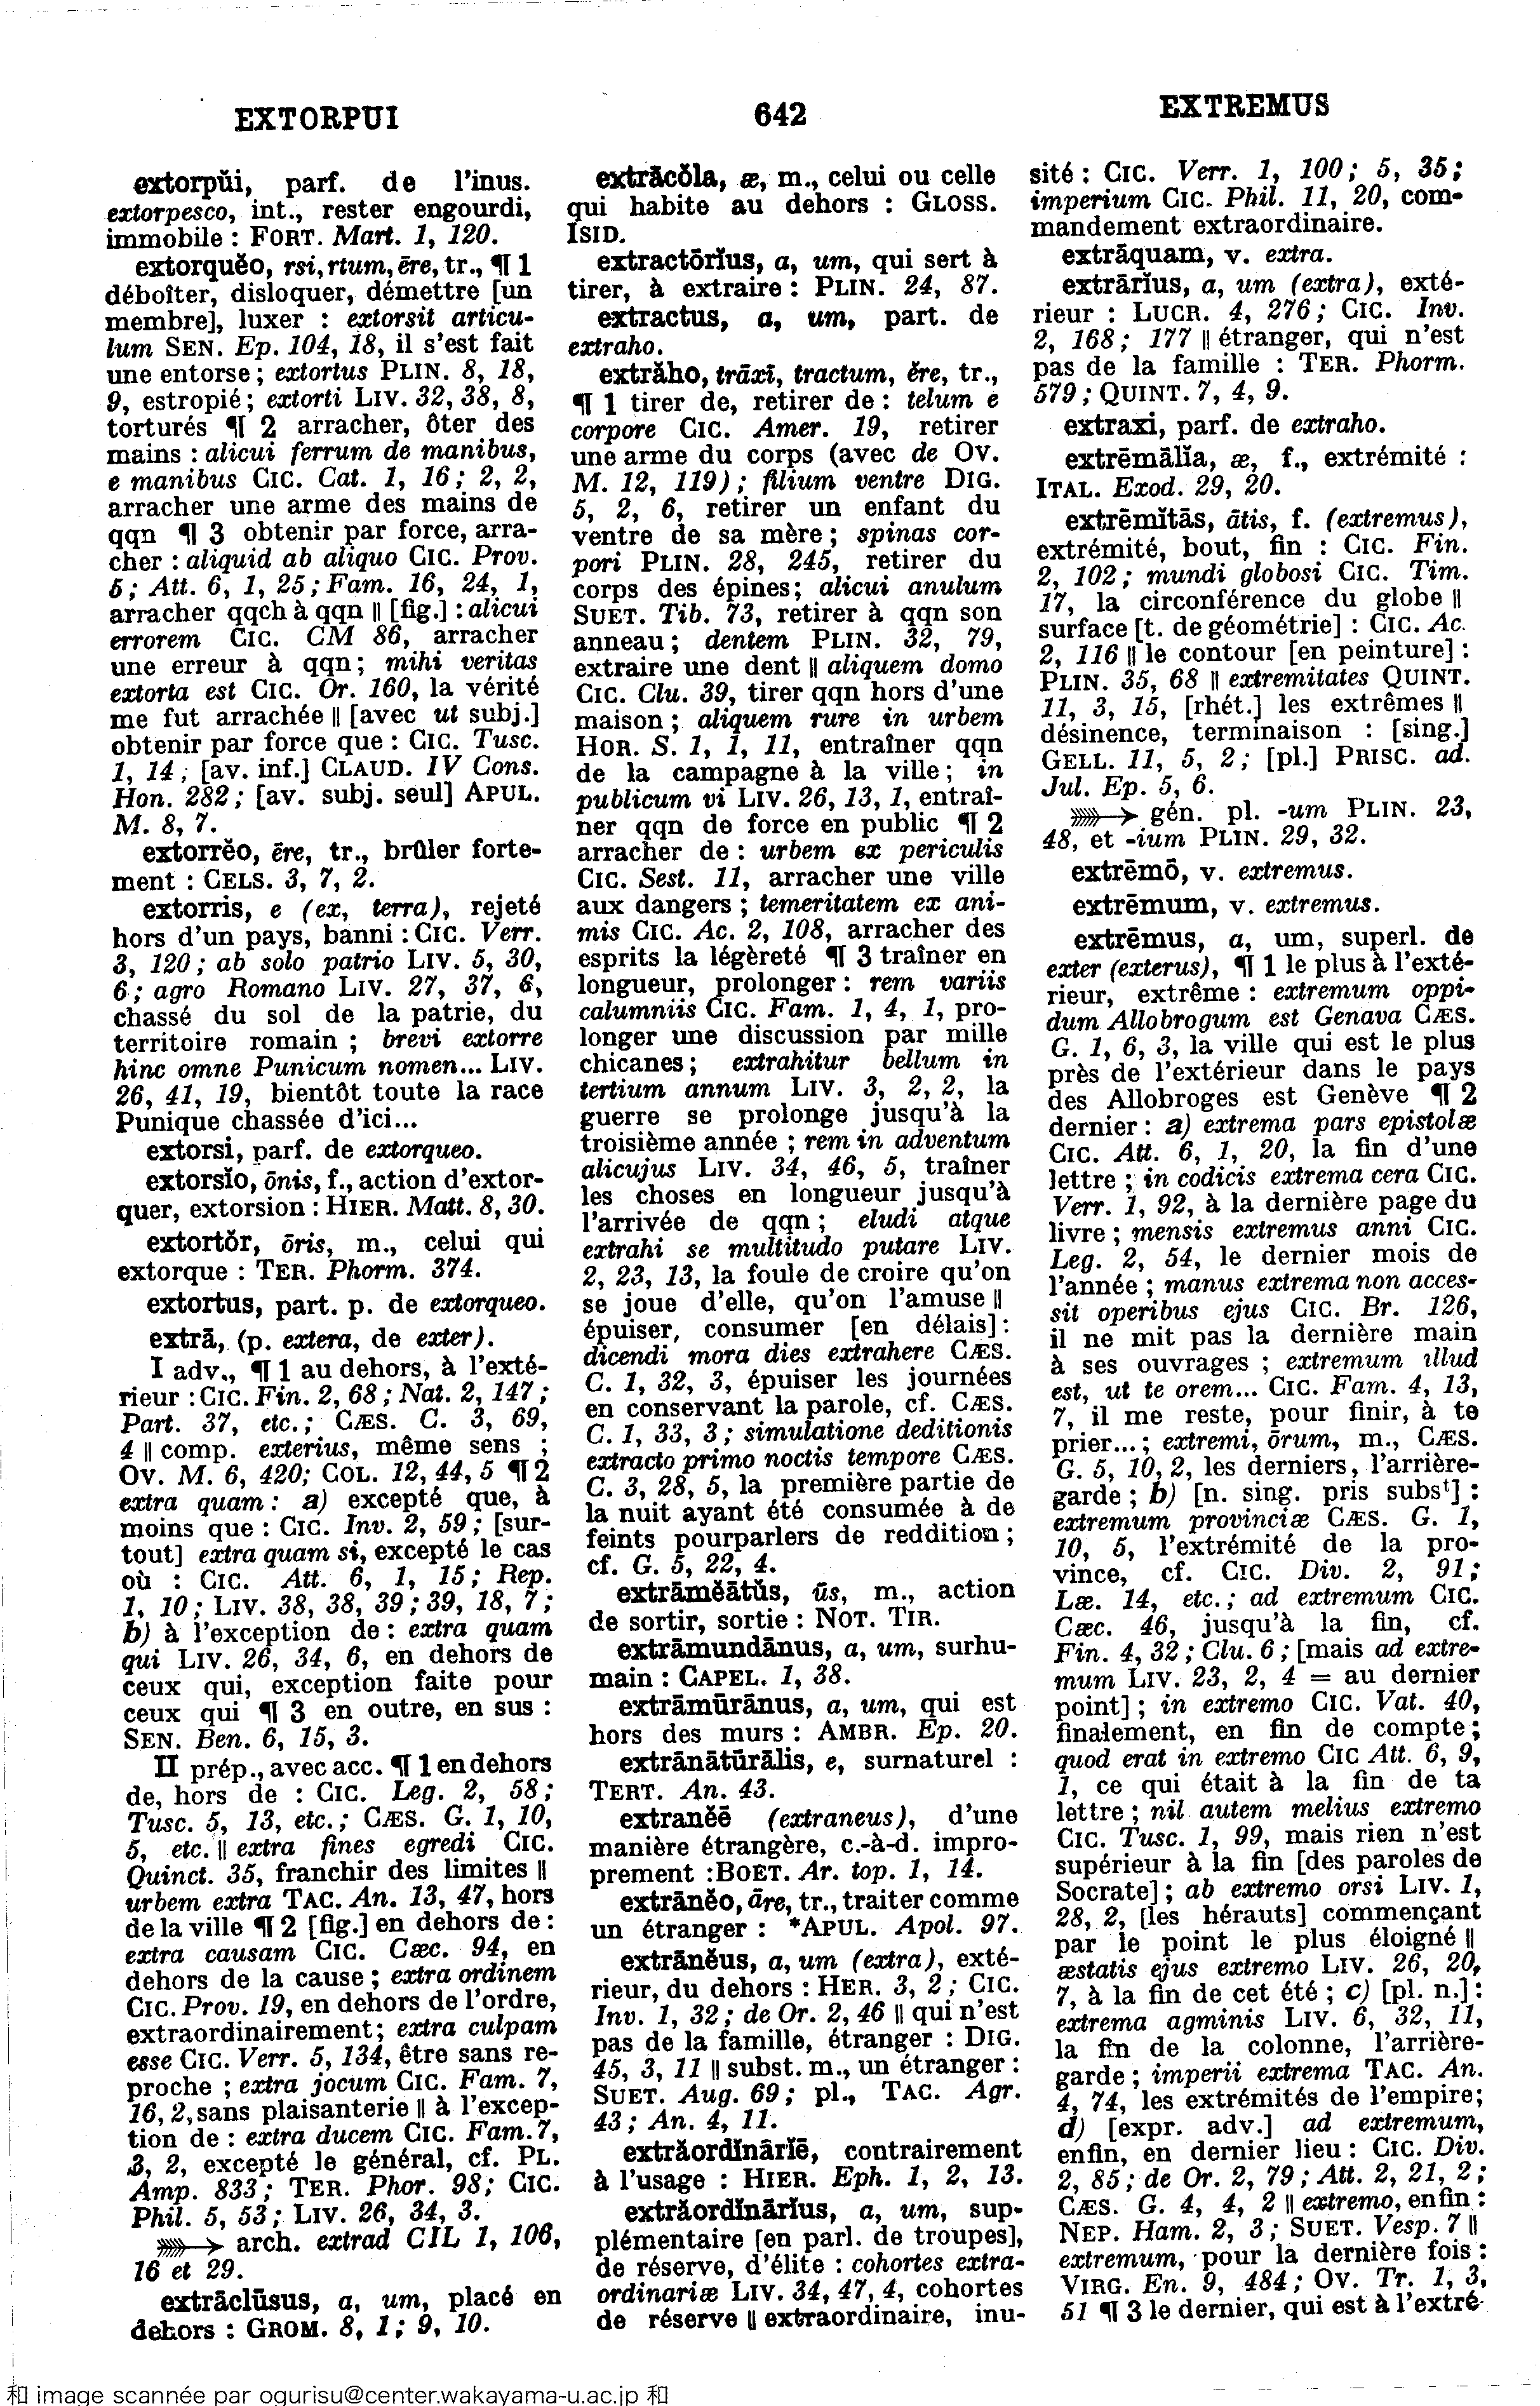 EXTORPUI
642
EXTREMUS
extorpŭi, parf. de l'inus.
extorpesco, int., rester engourdi,
immobile : FORT. Mart. 1, 120.
extorquĕo, rsi, rtum, ēre, tr., ¶ 1
déboîter, disloquer, démettre [un
membre], luxer : extorsit articu-
lum SEN. Ep. 104, 18, il s'est fait
une entorse ; extortus PLIN. 8, 18,
9, estropié ; extorti LIV. 32, 38, 8,
torturés ¶ 2 arracher, ôter des
mains : alicui ferrum de manibus,
e manibus CIC. Cat. 1, 16 ; 2, 2,
arracher une arme des mains de
qqn ¶ 3 obtenir par force, arra-
cher : aliquid ab aliquo CIC. Prov.
5 ; Att. 6, 1, 25 ; Fam. 16, 24, 1,
arracher qqch à qqn ‖ [fig.] : alicui
errorem CIC. CM 86, arracher
une erreur à qqn ; mihi veritas
extorta est CIC. Or. 160, la vérité
me fut arrachée ‖ [avec ut subj.]
obtenir par force que : CIC. Tusc.
1, 14 ; [av. inf.] CLAUD. IV Cons.
Hon. 282 ; [av. subj. seul] APUL.
M. 8, 7.
extorrĕo, ēre, tr., brûler forte-
ment : CELS. 3, 7, 2.
extorris, e (ex, terra), rejeté
hors d'un pays, banni : CIC. Verr.
3, 120 ; ab solo patrio LIV. 5, 30,
6 ; agro Romano LIV. 27, 37, 6,
chassé du sol de la patrie, du
territoire romain ; brevi extorre
hinc omne Punicum nomen... LIV.
26, 41, 19, bientôt toute la race
Punique chassée d'ici...
extorsi, parf. de extorqueo.
extorsĭo, ōnis, f., action d'extor-
quer, extorsion : HIER. Matt. 8, 30.
extortŏr, ōris, m., celui qui
extorque : TER. Phorm. 374.
extortus, part. p. de extorqueo.
extrā, (p. extera, de exter).
I adv., ¶ 1 au dehors, à l'exté-
rieur : CIC. Fin. 2, 68 ; Nat. 2, 147 ;
Part. 37, etc. ; CÆS. C. 3, 69,
4 ‖ comp. exterius, même sens ;
OV. M. 6, 420; COL. 12, 44, 5 ¶ 2
extra quam : a) excepté que, à
moins que : CIC. Inv. 2, 59 ; [sur-
tout] extra quam si, excepté le cas
où : CIC. Att. 6, 1, 15 ; Rep.
1, 10 ; LIV. 38, 38, 39 ; 39, 18, 7 ;
b) à l'exception de : extra quam
qui LIV. 26, 34, 6, en dehors de
ceux qui, exception faite pour
ceux qui ¶ 3 en outre, en sus :
SEN. Ben. 6, 15, 3.
II prép., avec acc. ¶ 1 en dehors
de, hors de : CIC. Leg. 2, 58 ;
Tusc. 5, 13, etc. ; CÆS. G. 1, 10,
5, etc. ‖ extra fines egredi CIC.
Quinct. 35, franchir des limites ‖
urbem extra TAC. An. 13, 47, hors
de la ville ¶ 2 [fig.] en dehors de :
extra causam CIC. Cæc. 94, en
dehors de la cause ; extra ordinem
CIC. Prov. 19, en dehors de l'ordre,
extraordinairement; extra culpam
esse CIC. Verr. 5, 134, être sans re-
proche ; extra jocum CIC. Fam. 7,
16, 2, sans plaisanterie ‖ à l'excep-
tion de : extra ducem CIC. Fam. 7,
3, 2, excepté le général, cf. PL.
Amp. 833 ; TER. Phor. 98; CIC.
Phil. 5, 53 ; LIV. 26, 34, 3.
➳ arch. extrad CIL 1, 106,
16 et 29.
extrāclūsus, a, um, placé en
dehors : GROM. 8, 1 ; 9, 10.
extrācŏla, æ, m., celui ou celle
qui habite au dehors : GLOSS.
ISID.
extractōrĭus, a, um, qui sert à
tirer, à extraire : PLIN. 24, 87.
extractus, a, um, part. de
extraho.
extrăho, trāxī, tractum, ĕre, tr.,
¶ 1 tirer de, retirer de : telum e
corpore CIC. Amer. 19, retirer
une arme du corps (avec de OV.
M. 12, 119) ; filium ventre DIG.
5, 2, 6, retirer un enfant du
ventre de sa mère ; spinas cor-
pori PLIN. 28, 245, retirer du
corps des épines; alicui anulum
SUET. Tib. 73, retirer à qqn son
anneau ; dentem PLIN. 32, 79,
extraire une dent ‖ aliquem domo
CIC. Clu. 39, tirer qqn hors d'une
maison ; aliquem rure in urbem
HOR. S. 1, 1, 11, entraîner qqn
de la campagne à la ville ; in
publicum vi LIV. 26, 13, 1, entraî-
ner qqn de force en public ¶ 2
arracher de : urbem ex periculis
CIC. Sest. 11, arracher une ville
aux dangers ; temeritatem ex ani-
mis CIC. Ac. 2, 108, arracher des
esprits la légèreté ¶ 3 traîner en
longueur, prolonger : rem variis
calumniis CIC. Fam. 1, 4, 1, pro-
longer une discussion par mille
chicanes ; extrahitur bellum in
tertium annum LIV. 3, 2, 2, la
guerre se prolonge jusqu'à la
troisième année ; rem in adventum
alicujus LIV. 34, 46, 5, traîner
les choses en longueur jusqu'à
l'arrivée de qqn ; eludi atque
extrahi se multitudo putare LIV.
2, 23, 13, la foule de croire qu'on
se joue d'elle, qu'on l'amuse ‖
épuiser, consumer [en délais] :
dicendi mora dies extrahere CÆS.
C. 1, 32, 3, épuiser les journées
en conservant la parole, cf. CÆS.
C. 1, 33, 3 ; simulatione deditionis
extracto primo noctis tempore CÆS.
C. 3, 28, 5, la première partie de
la nuit ayant été consumée à de
feints pourparlers de reddition ;
cf. G. 5, 22, 4.
extrāmĕātŭs, ūs, m., action
de sortir, sortie : NOT. TIR.
extrāmundānus, a, um, surhu-
main : CAPEL. 1, 38.
extrāmūrānus, a, um, qui est
hors des murs : AMBR. Ep. 20.
extrānātūrālis, e, surnaturel :
TERT. An. 43.
extranĕē (extraneus), d'une
manière étrangère, c.-à-d. impro-
prement : BOET. Ar. top. 1, 14.
extrānĕo, āre, tr., traiter comme
un étranger : *APUL. Apol. 97.
extrānĕus, a, um (extra), exté-
rieur, du dehors : HER. 3, 2 ; CIC.
Inv. 1, 32 ; de Or. 2, 46 ‖ qui n'est
pas de la famille, étranger : DIG.
45, 3, 11 ‖ subst. m., un étranger :
SUET. Aug. 69 ; pl., TAC. Agr.
43 ; An. 4, 11.
extrăordĭnārĭē, contrairement
à l'usage : HIER. Eph. 1, 2, 13.
extrăordĭnārĭus, a, um, sup-
plémentaire [en parl. de troupes],
de réserve, d'élite : cohortes extra-
ordinariæ LIV. 34, 47, 4, cohortes
de réserve ‖ extraordinaire, inu-
sité : CIC. Verr. 1, 100 ; 5, 35 ;
imperium CIC. Phil. 11, 20, com-
mandement extraordinaire.
extrāquam, v. extra.
extrārĭus, a, um (extra), exté-
rieur : LUCR. 4, 276 ; CIC. Inv.
2, 168 ; 177 ‖ étranger, qui n'est
pas de la famille : TER. Phorm.
579 ; QUINT. 7, 4, 9.
extraxi, parf. de extraho.
extrēmālĭa, æ, f., extrémité :
ITAL. Exod. 29, 20.
extrēmĭtās, ātis, f. (extremus),
extrémité, bout, fin : CIC. Fin.
2, 102 ; mundi globosi CIC. Tim.
17, la circonférence du globe ‖
surface [t. de géométrie] : CIC. Ac.
2, 116 ‖ le contour [en peinture] :
PLIN. 35, 68 ‖ extremitates QUINT.
11, 3, 15, [rhét.] les extrêmes ‖
désinence, terminaison : [sing.]
GELL. 11, 5, 2 ; [pl.] PRISC. ad.
Jul. Ep. 5, 6.
➳ gén. pl. -um PLIN. 23,
48, et -ium PLIN. 29, 32.
extrēmō, v. extremus.
extrēmum, v. extremus.
extrēmus, a, um, superl. de
exter (exterus), ¶ 1 le plus à l'exté-
rieur, extrême : extremum oppi-
dum Allobrogum est Genava CÆS.
G. 1, 6, 3, la ville qui est le plus
près de l'extérieur dans le pays
des Allobroges est Genève ¶ 2
dernier : a) extrema pars epistolæ
CIC. Att. 6, 1, 20, la fin d'une
lettre ; in codicis extrema cera CIC.
Verr. 1, 92, à la dernière page du
livre ; mensis extremus anni CIC.
Leg. 2, 54, le dernier mois de
l'année ; manus extrema non acces-
sit operibus ejus CIC. Br. 126,
il ne mit pas la dernière main
à ses ouvrages ; extremum illud
est, ut te orem... CIC. Fam. 4, 13,
7, il me reste, pour finir, à te
prier... ; extremi, ōrum, m., CÆS.
G. 5, 10, 2, les derniers, l'arrière-
garde ; b) [n. sing. pris substᵗ] :
extremum provinciæ CÆS. G. 1,
10, 5, l'extrémité de la pro-
vince, cf. CIC. Div. 2, 91 ;
Læ. 14, etc. ; ad extremum CIC.
Cæc. 46, jusqu'à la fin, cf.
Fin. 4, 32 ; Clu. 6 ; [mais ad extre-
mum LIV. 23, 2, 4 = au dernier
point] ; in extremo CIC. Vat. 40,
finalement, en fin de compte ;
quod erat in extremo CIC Att. 6, 9,
1, ce qui était à la fin de ta
lettre ; nil autem melius extremo
CIC. Tusc. 1, 99, mais rien n'est
supérieur à la fin [des paroles de
Socrate] ; ab extremo orsi LIV. 1,
28, 2, [les hérauts] commençant
par le point le plus éloigné ‖
æstatis ejus extremo LIV. 26, 20,
7, à la fin de cet été ; c) [pl. n.] :
extrema agminis LIV. 6, 32, 11,
la fin de la colonne, l'arrière-
garde ; imperii extrema TAC. An.
4, 74, les extrémités de l'empire;
d) [expr. adv.] ad extremum,
enfin, en dernier lieu : CIC. Div.
2, 85 ; de Or. 2, 79 ; Att. 2, 21, 2 ;
CÆS. G. 4, 4, 2 ‖ extremo, enfin :
NEP. Ham. 2, 3 ; SUET. Vesp. 7 ‖
extremum, pour la dernière fois :
VIRG. En. 9, 484 ; OV. Tr. 1, 3,
51 ¶ 3 le dernier, qui est à l'extré-
和 image scannée par ogurisu@center.wakayama-u.ac.jp 和